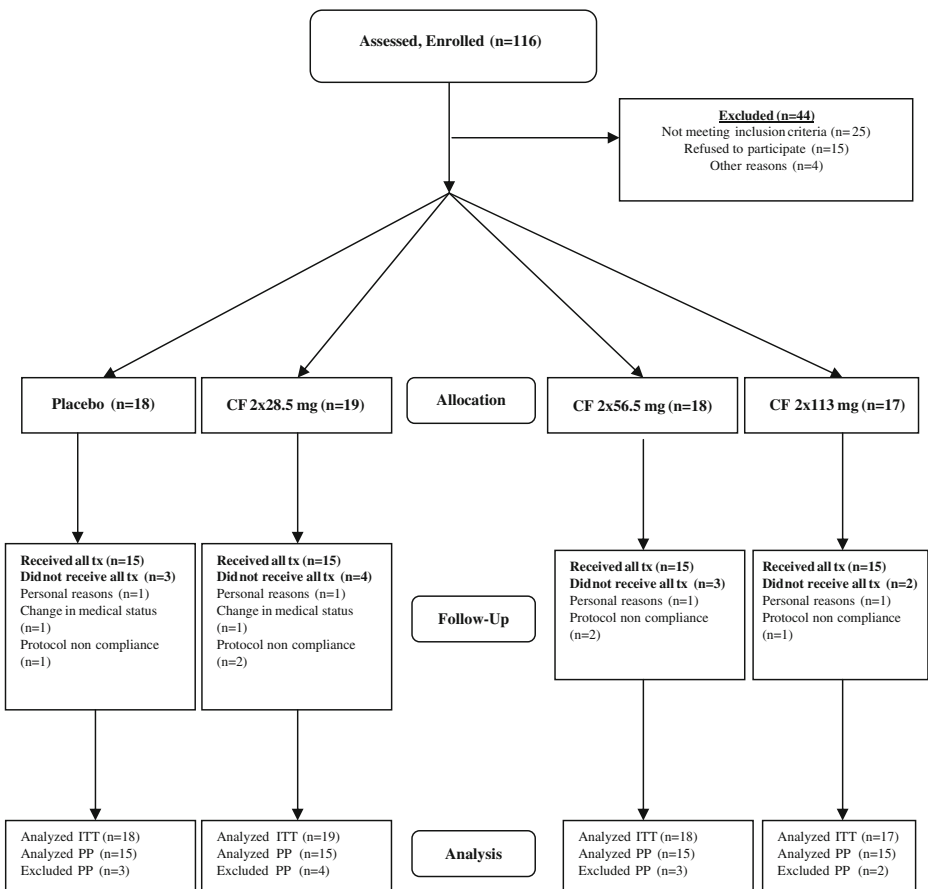 Assessed, Enrolled (n=116)
Excluded (n=44)
Not meeting inclusion criteria (n=25)
Refused to participate (n=15)
Other reasons (n=4)
Placebo (n=18)
CF 2x28.5 mg (n=19)
Allocation
CF 2x56.5 mg (n=18)
CF 2x113 mg (n=17)
Received all tx (n=15)
Did not receive all tx (n=3)
Personal reasons (n=1)
Change in medical status
(n=1)
Protocol non compliance
(n=1)
Received all tx (n=15)
Did not receive all tx (n=4)
Personal reasons (n=1)
Change in medical status
(n=1)
Protocol non compliance
(n=2)
Follow-Up
Received all tx (n=15)
Did not receive all tx (n=3)
Personal reasons (n=1)
Protocol non compliance
(n=2)
Received all tx (n=15)
Did not receive all tx (n=2)
Personal reasons (n=1)
Protocol non compliance
(n=1)
Analyzed ITT (n=18)
Analyzed PP (n=15)
Excluded PP (n=3)
Analyzed ITT (n=19)
Analyzed PP (n=15)
Excluded PP (n=4)
Analysis
Analyzed ITT (n=18)
Analyzed PP (n=15)
Excluded PP (n=3)
Analyzed ITT (n=17)
Analyzed PP (n=15)
Excluded PP (n=2)